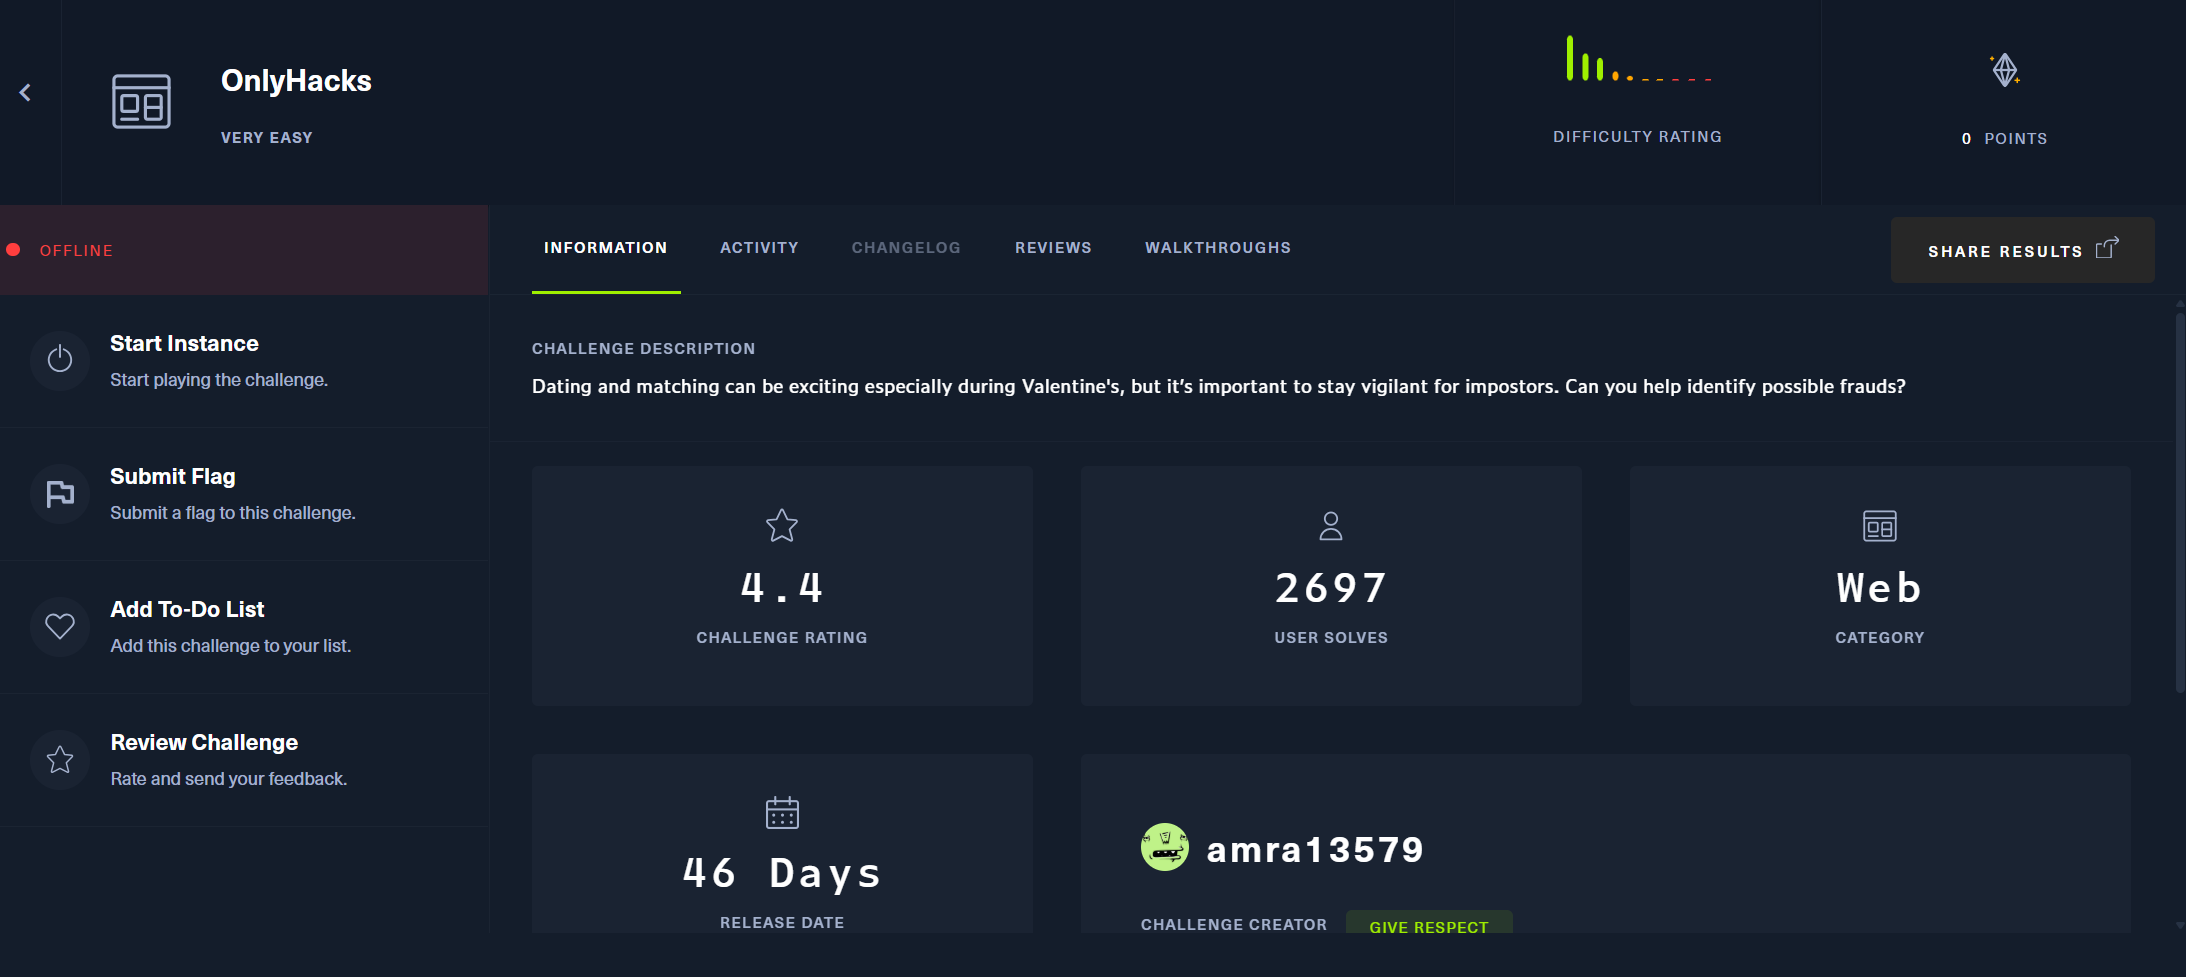 OnlyHacks
VERY EASY
DIFFICULTY RATING
0 POINTS
OFFLINE
INFORMATION
ACTIVITY
CHANGELOG
REVIEWS
WALKTHROUGHS
SHARE RESULTS
Start Instance
Start playing the challenge.
Submit Flag
Submit a flag to this challenge.
Add To-Do List
Add this challenge to your list.
Review Challenge
Rate and send your feedback.
CHALLENGE DESCRIPTION
Dating and matching can be exciting especially during Valentine's, but it’s important to stay vigilant for impostors. Can you help identify possible frauds?
4.4
CHALLENGE RATING
2697
USER SOLVES
Web
CATEGORY
46 Days
RELEASE DATE
amra13579
CHALLENGE CREATOR
GIVE RESPECT